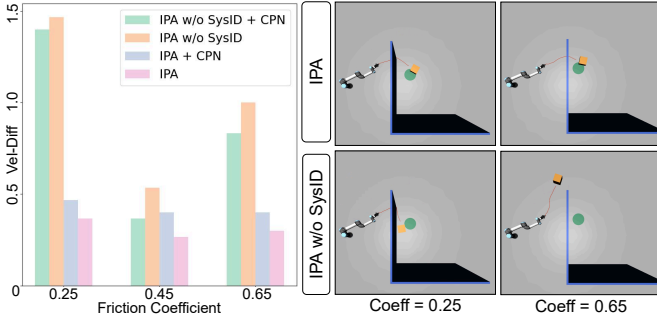 1.5
1.0
0.5
0
Vel-Diff
IPA w/o SysID + CPN
IPA w/o SysID
IPA + CPN
IPA
0.25
0.45
0.65
Friction Coefficient
IPA
IPA w/o SysID
Coeff = 0.25
Coeff = 0.65